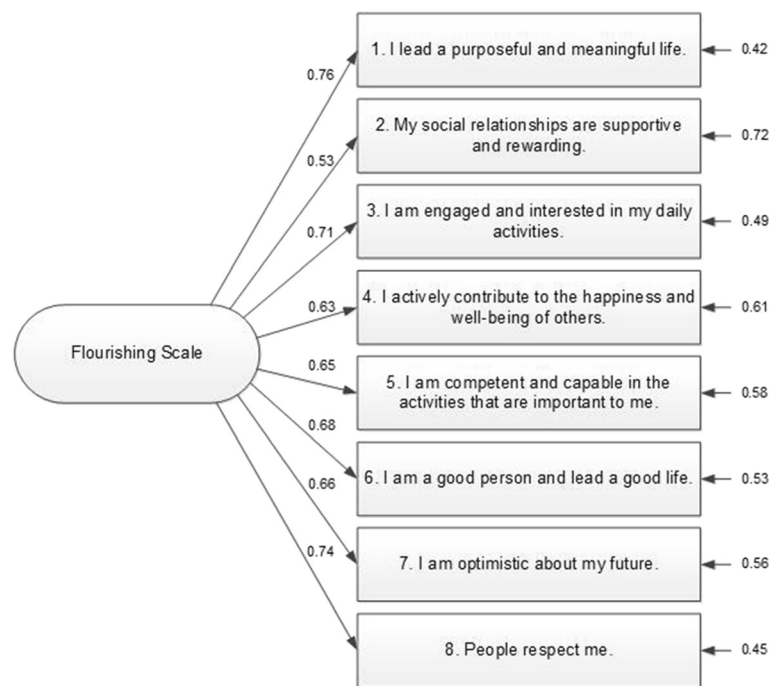 1. I lead a purposeful and meaningful life.
0.42
0.76
2. My social relationships are supportive
and rewarding.
0.72
0.53
3. I am engaged and interested in my daily
activities.
0.49
0.71
4. I actively contribute to the happiness and
well-being of others.
0.61
0.63
Flourishing Scale
0.65
5. I am competent and capable in the
activities that are important to me.
0.58
0.68
6. I am a good person and lead a good life.
0.53
0.66
7. I am optimistic about my future.
0.56
0.74
8. People respect me.
0.45